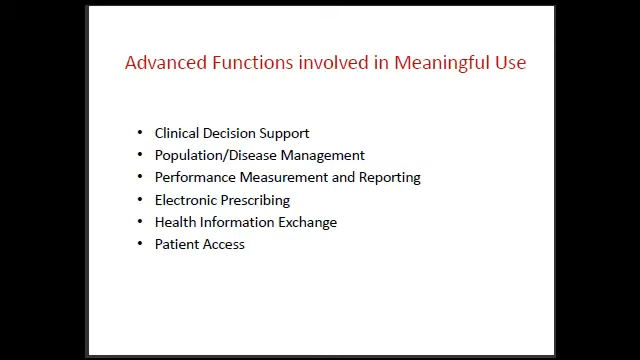 Advanced Functions involved in Meaningful Use
• Clinical Decision Support
• Population/Disease Management
• Performance Measurement and Reporting
• Electronic Prescribing
• Health Information Exchange
• Patient Access